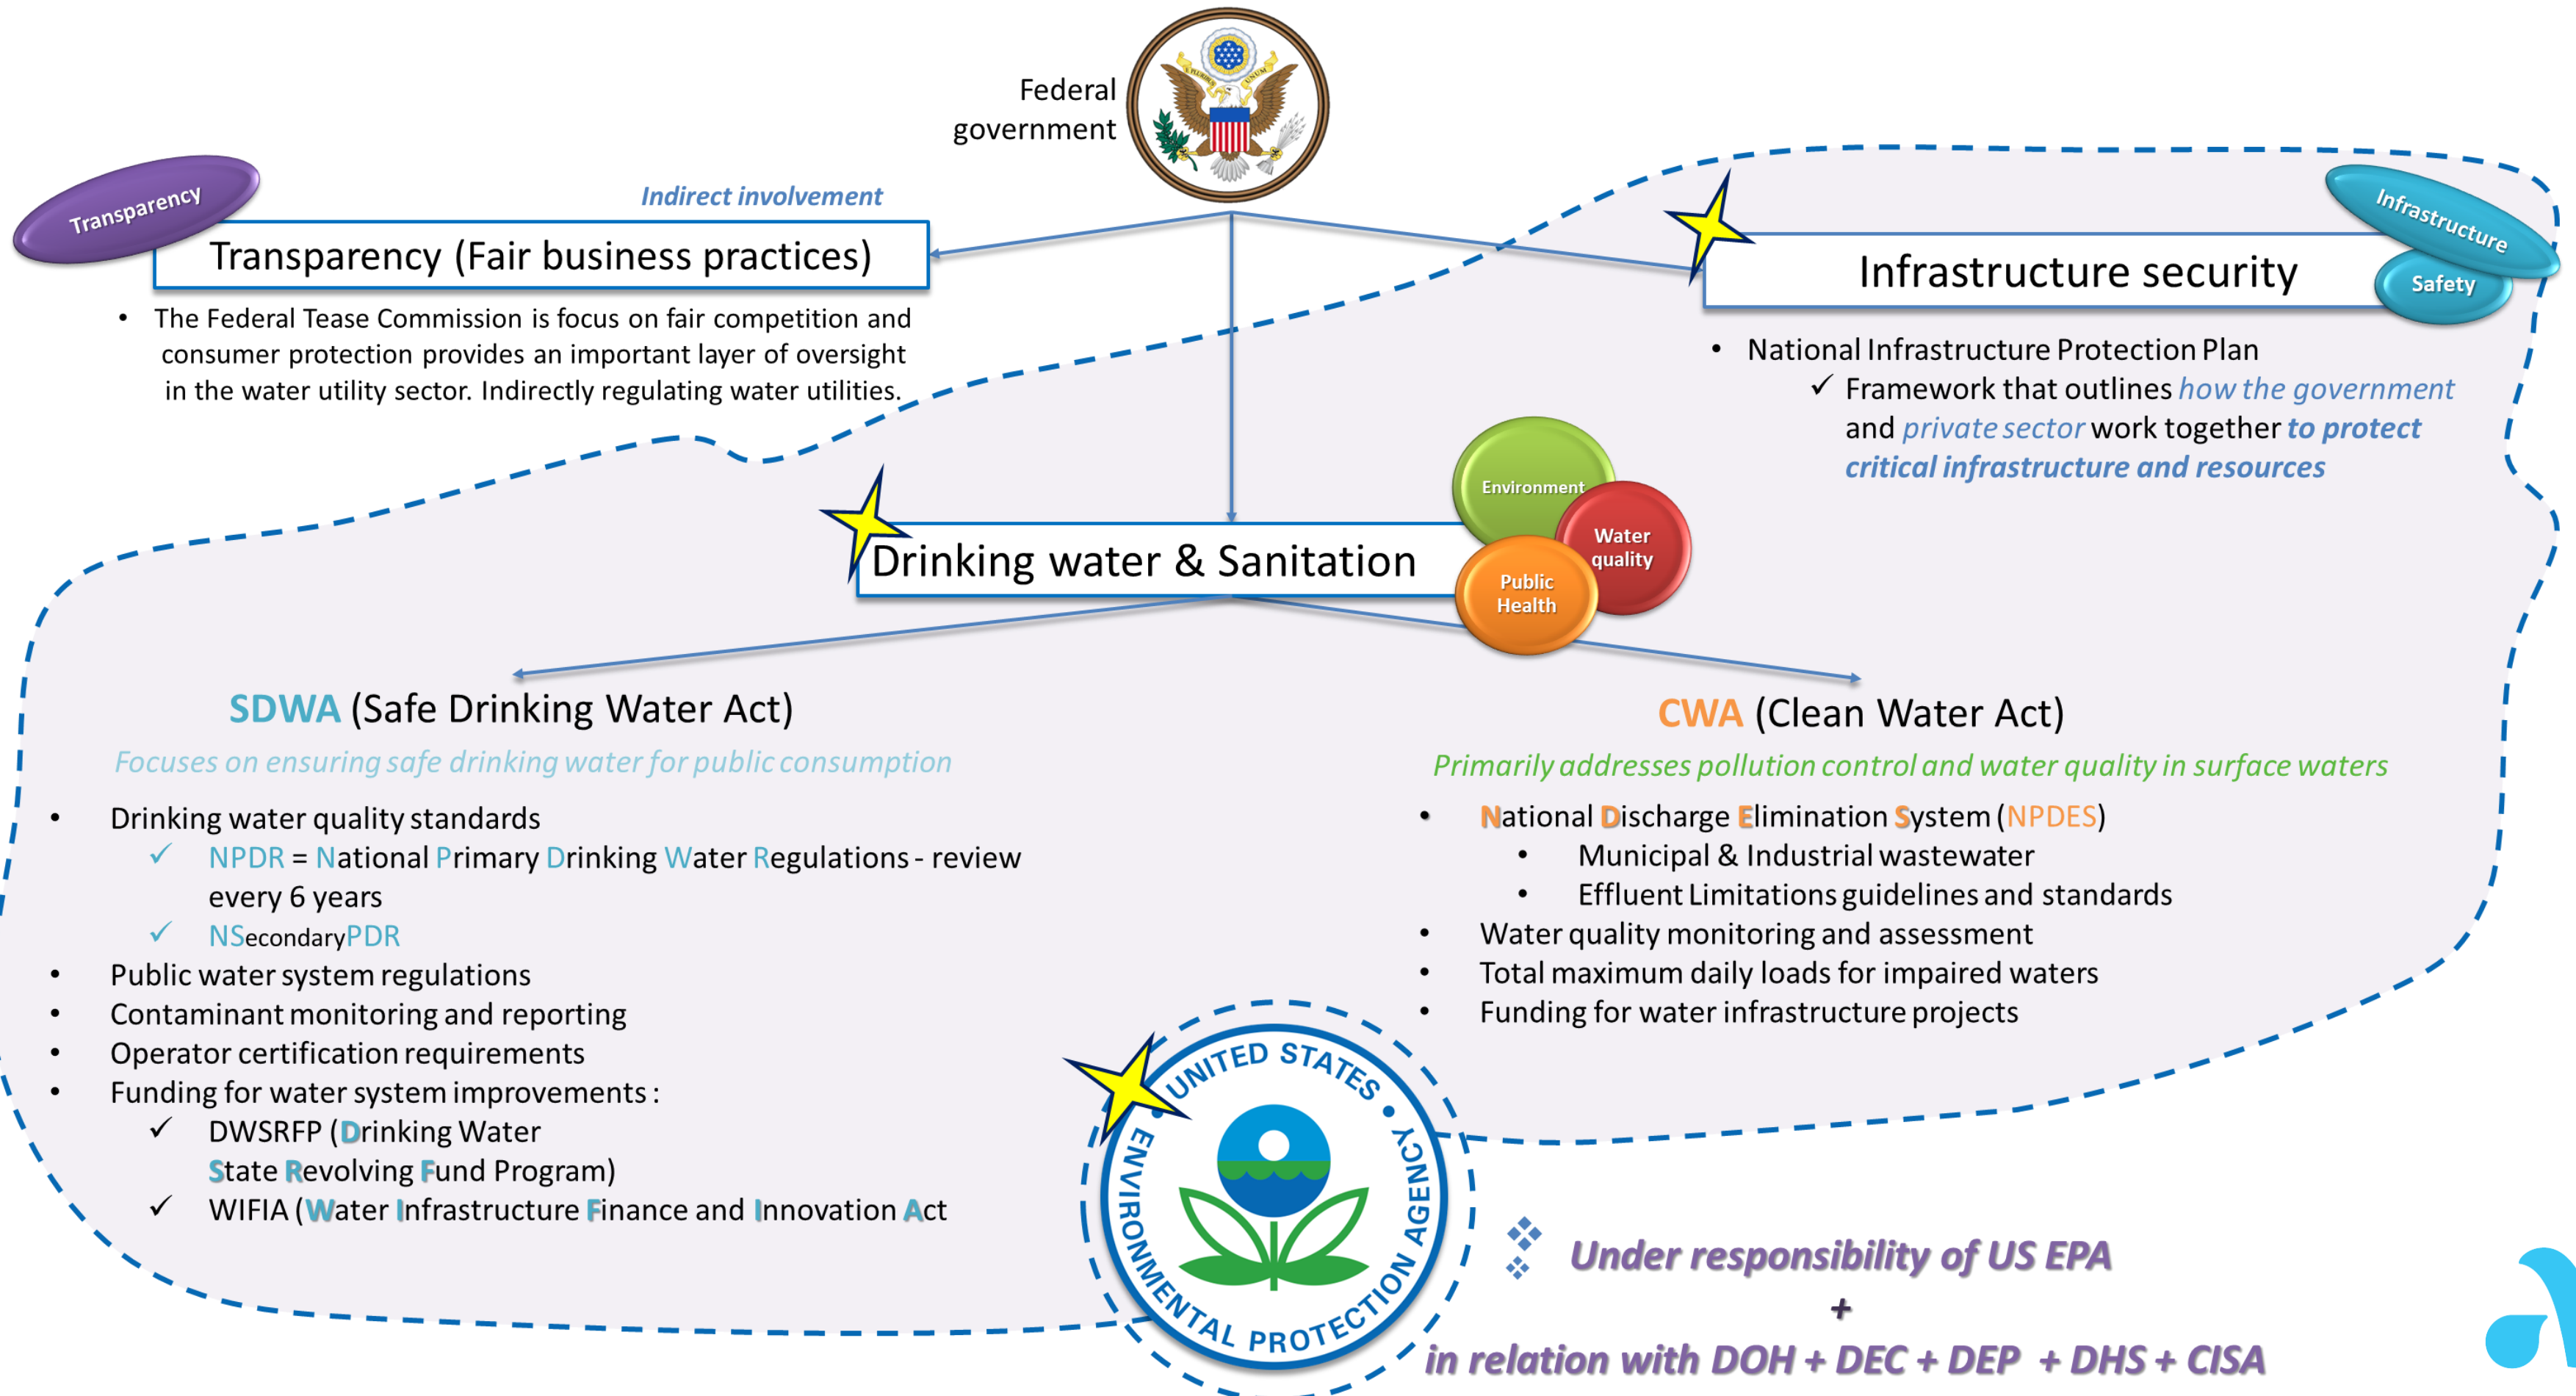 Federal
government
E PLURIBUS UNUM
Transparency
Indirect involvement
Transparency (Fair business practices)
• The Federal Tease Commission is focus on fair competition and
consumer protection provides an important layer of oversight
in the water utility sector. Indirectly regulating water utilities.
Infrastructure
Safety
Infrastructure security
• National Infrastructure Protection Plan
✓ Framework that outlines how the government
and private sector work together to protect
critical infrastructure and resources
Environment
Water
quality
Public
Health
Drinking water & Sanitation
SDWA (Safe Drinking Water Act)
Focuses on ensuring safe drinking water for public consumption
• Drinking water quality standards
✓ NPDR = National Primary Drinking Water Regulations - review
every 6 years
✓ NSecondaryPDR
• Public water system regulations
• Contaminant monitoring and reporting
• Operator certification requirements
• Funding for water system improvements :
✓ DWSRFP (Drinking Water
State Revolving Fund Program)
✓ WIFIA (Water Infrastructure Finance and Innovation Act
CWA (Clean Water Act)
Primarily addresses pollution control and water quality in surface waters
• National Discharge Elimination System (NPDES)
• Municipal & Industrial wastewater
• Effluent Limitations guidelines and standards
• Water quality monitoring and assessment
• Total maximum daily loads for impaired waters
• Funding for water infrastructure projects
UNITED STATES • ENVIRONMENTAL PROTECTION AGENCY •
Under responsibility of US EPA
+
in relation with DOH + DEC + DEP + DHS + CISA